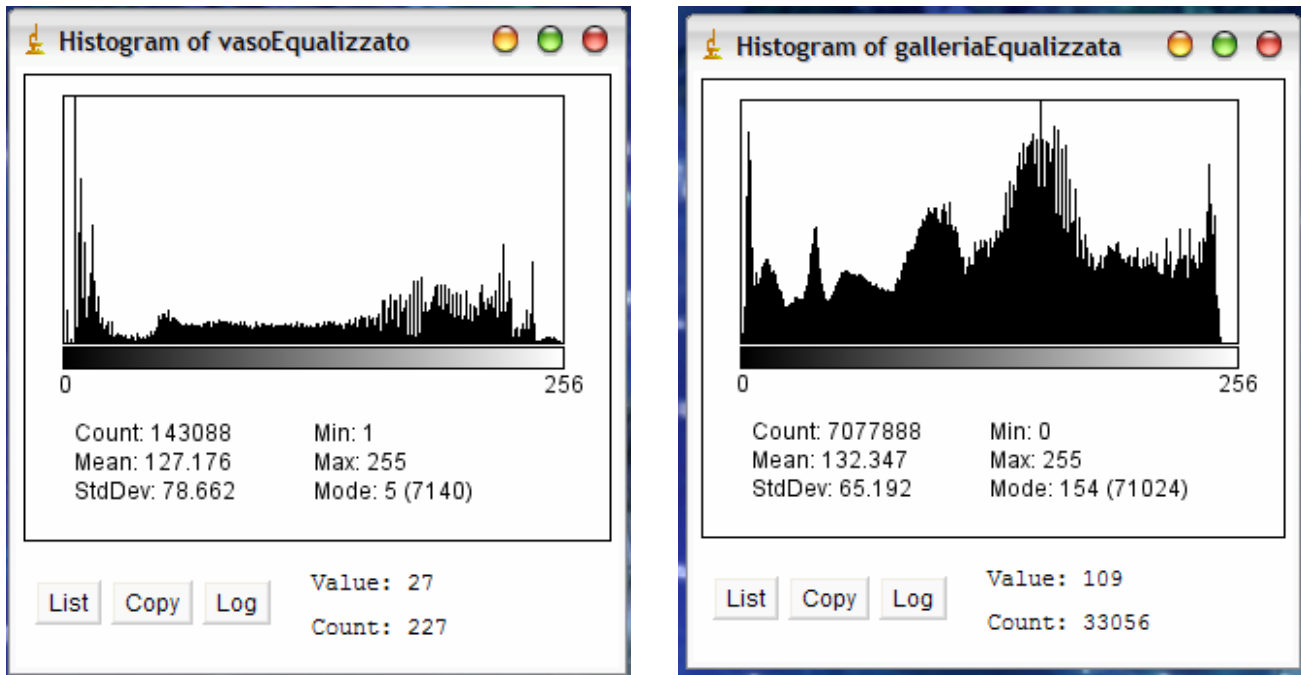 Histogram of vasoEqualizzato
0 256
Count: 143088 Min: 1
Mean: 127.176 Max: 255
StdDev: 78.662 Mode: 5 (7140)
List Copy Log
Value: 27
Count: 227
Histogram of galleriaEqualizzata
0 256
Count: 7077888 Min: 0
Mean: 132.347 Max: 255
StdDev: 65.192 Mode: 154 (71024)
List Copy Log
Value: 109
Count: 33056